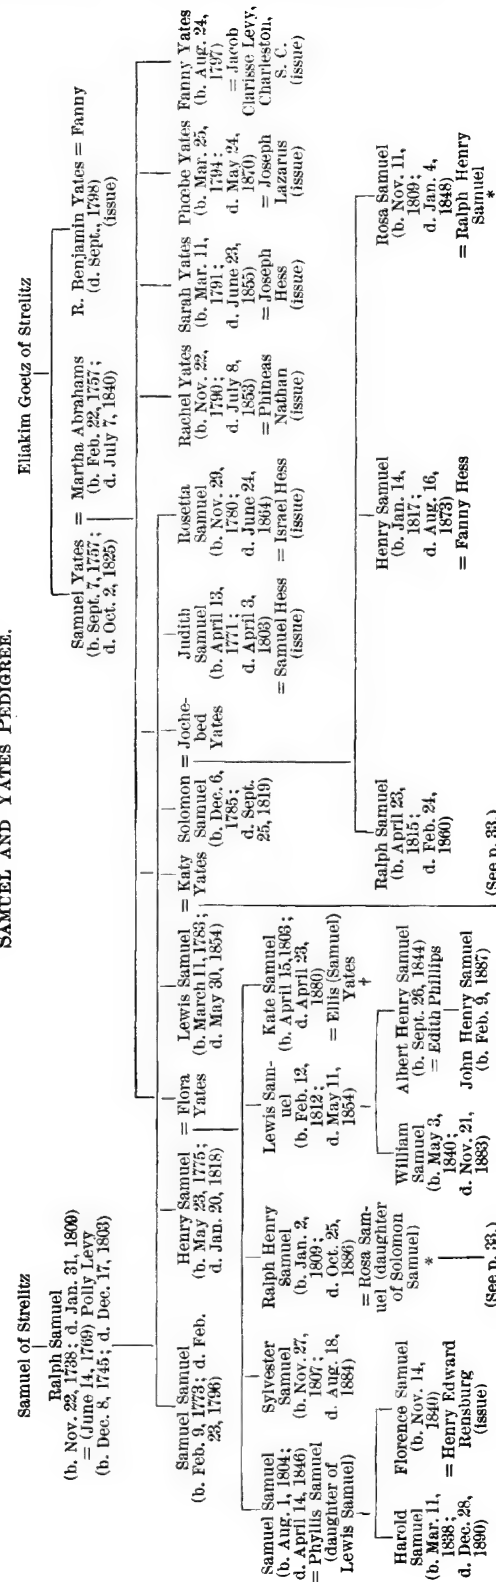 SAMUEL AND YATES PEDIGREE.
Samuel of Strelitz
Ralph Samuel
(b. Nov. 22, 1738; d. Jan. 31, 1809)
= (June 14, 1769) Polly Levy
(b. Dec. 8, 1745; d. Dec. 17, 1803)
Eliakim Goetz of Strelitz
Samuel Yates
(b. Sept. 7, 1757;
d. Oct. 2, 1825)
= Martha Abrahams
(b. Feb. 22, 1757;
d. July 7, 1840)
R. Benjamin Yates = Fanny
(d. Sept., 1798)
(issue)
Samuel Samuel
(b. Feb. 9, 1773; d. Feb.
23, 1796)
Henry Samuel
(b. May 23, 1775;
d. Jan. 20, 1818)
= Flora
Yates
Lewis Samuel
(b. March 11, 1783;
d. May 30, 1854)
= Katy
Yates
Solomon
Samuel
(b. Dec. 6,
1785;
d. Sept.
25, 1819)
= Joche-
bed
Yates
Judith
Samuel
(b. April 13,
1771;
d. April 3,
1803)
= Samuel Hess
(issue)
Rosetta
Samuel
(b. Nov. 29,
1780;
d. June 24,
1864)
= Israel Hess
(issue)
Rachel Yates
(b. Nov. 22,
1790;
d. July 8,
1853)
= Phineas
Nathan
(issue)
Sarah Yates
(b. Mar. 11,
1791;
d. June 23,
1855)
= Joseph
Hess
(issue)
Phœbe Yates
(b. Mar. 25,
1794;
d. May 24,
1870)
= Joseph
Lazarus
(issue)
Fanny Yates
(b. Aug. 24,
1797)
= Jacob
Clarisse Levy,
Charleston,
S. C.
(issue)
Samuel Samuel
(b. Aug. 1, 1804;
d. April 14, 1846)
= Phyllis Samuel
(daughter of
Lewis Samuel)
Sylvester
Samuel
(b. Nov. 27,
1807;
d. Aug. 18,
1884)
Ralph Henry
Samuel
(b. Jan. 2,
1809;
d. Oct. 25,
1886)
= Rosa Sam-
uel (daughter
of Solomon
Samuel)
*
(See p. 33.)
Lewis Sam-
uel
(b. Feb. 12,
1812;
d. May 11,
1854)
Kate Samuel
(b. April 15, 1803;
d. April 23,
1880)
= Ellis (Samuel)
Yates
†
(See p. 33.)
Ralph Samuel
(b. April 23,
1815;
d. Feb. 24,
1860)
Henry Samuel
(b. Jan. 14,
1817;
d. Aug. 16,
1873)
= Fanny Hess
Rosa Samuel
(b. Nov. 11,
1809;
d. Jan. 4,
1848)
= Ralph Henry
Samuel
*
Harold
Samuel
(b. Mar. 11,
1838;
d. Dec. 28,
1890)
Florence Samuel
(b. Nov. 14,
1840)
= Henry Edward
Rensburg
(issue)
William
Samuel
(b. May 3,
1840;
d. Nov. 21,
1883)
Albert Henry Samuel
(b. Sept. 26, 1844)
= Edith Phillips
John Henry Samuel
(b. Feb. 9, 1887)